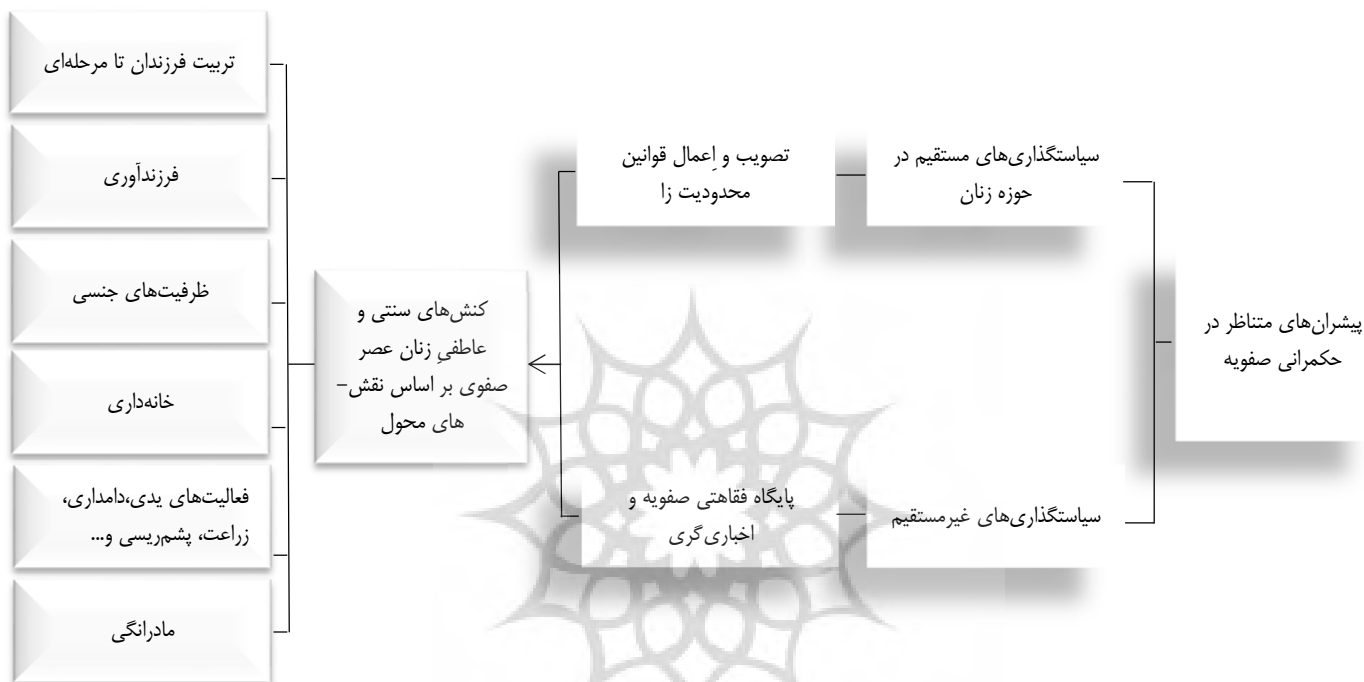 پیشران‌های متناظر در
حکمرانی صفویه
سیاستگذاری‌های مستقیم در
حوزه زنان
تصویب و اِعمال قوانین
محدودیت زا
سیاستگذاری‌های غیرمستقیم
پایگاه فقاهتی صفویه و
اخباری‌گری
کنش‌های سنتی و
عاطفیِ زنان عصر
صفوی بر اساس نقش-
های محول
تربیت فرزندان تا مرحله‌ای
فرزندآوری
ظرفیت‌های جنسی
خانه‌داری
فعالیت‌های یدی،دامداری،
زراعت، پشم‌ریسی و...
مادرانگی